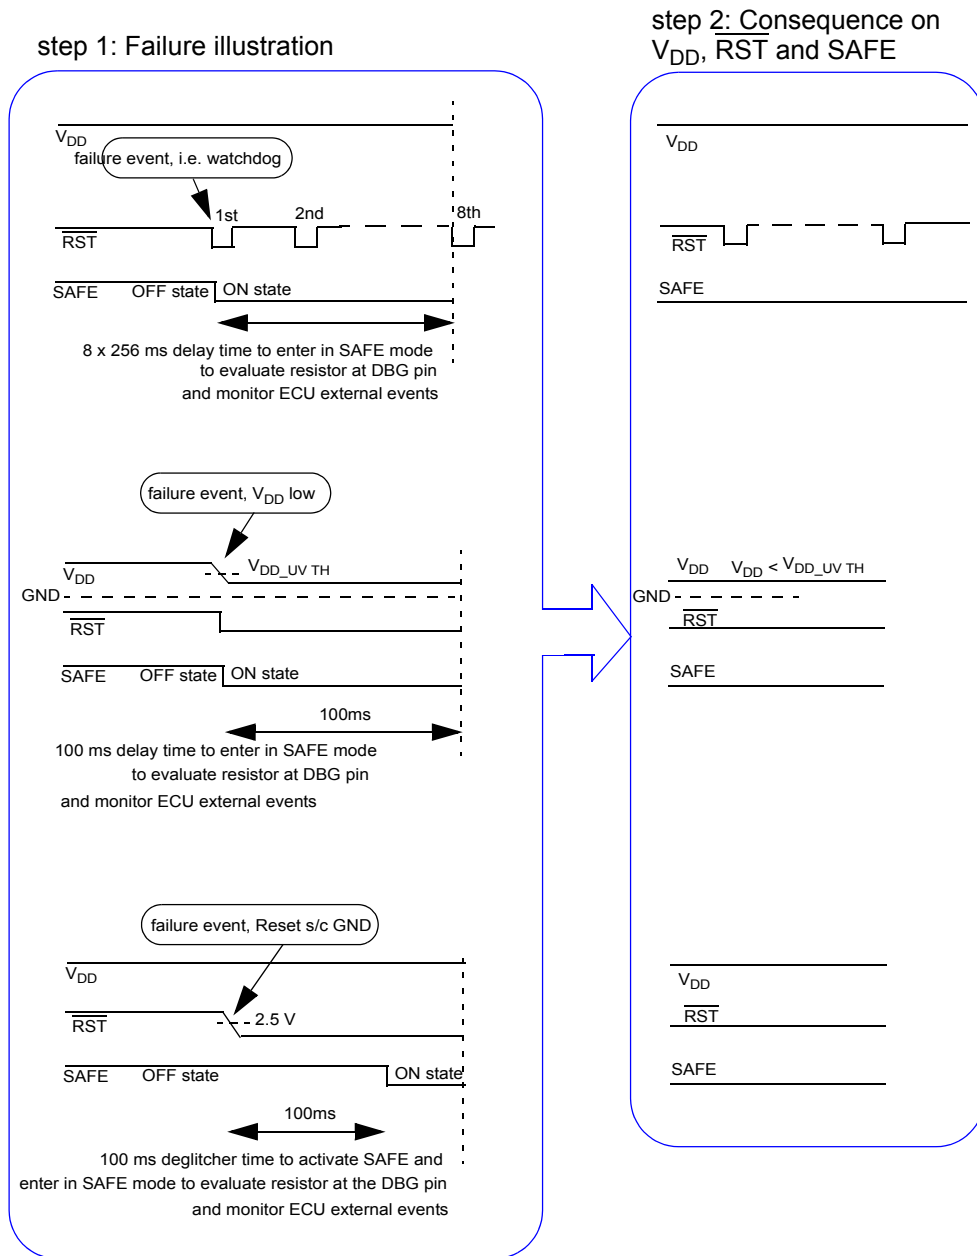 step 1: Failure illustration
VDD
failure event, i.e. watchdog
1st
2nd
8th
RST
SAFE
OFF state
ON state
8 x 256 ms delay time to enter in SAFE mode
to evaluate resistor at DBG pin
and monitor ECU external events
failure event, VDD low
VDD
VDD_UV TH
GND
RST
SAFE
OFF state
ON state
100ms
100 ms delay time to enter in SAFE mode
to evaluate resistor at DBG pin
and monitor ECU external events
failure event, Reset s/c GND
VDD
RST
2.5 V
SAFE
OFF state
ON state
100ms
100 ms deglitcher time to activate SAFE and
enter in SAFE mode to evaluate resistor at the DBG pin
and monitor ECU external events
step 2: Consequence on
VDD, RST and SAFE
VDD
RST
SAFE
VDD VDD < VDD_UV TH
GND
RST
SAFE
VDD
RST
SAFE